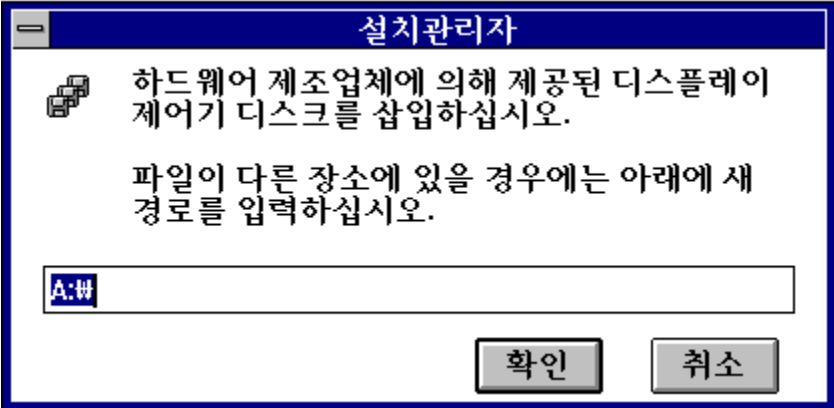 설치관리자
하드웨어 제조업체에 의해 제공된 디스플레이
제어기 디스크를 삽입하십시오.
파일이 다른 장소에 있을 경우에는 아래에 새
경로를 입력하십시오.
A:₩
확인
취소